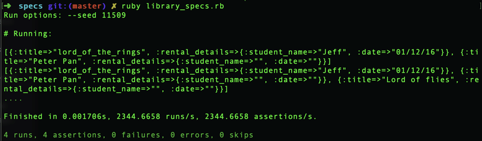 ➜  specs git:(master) ✗ ruby library_specs.rb
Run options: --seed 11509
# Running:
[{:title=>"lord_of_the_rings", :rental_details=>{:student_name=>"Jeff", :date=>"01/12/16"}}, {:ti
tle=>"Peter Pan", :rental_details=>{:student_name=>"", :date=>""}}]
[{:title=>"lord_of_the_rings", :rental_details=>{:student_name=>"Jeff", :date=>"01/12/16"}}, {:ti
tle=>"Peter Pan", :rental_details=>{:student_name=>"", :date=>""}}, {:title=>"Lord of flies", :re
ntal_details=>{:student_name=>"", :date=>""}}]
....
Finished in 0.001706s, 2344.6658 runs/s, 2344.6658 assertions/s.
4 runs, 4 assertions, 0 failures, 0 errors, 0 skips